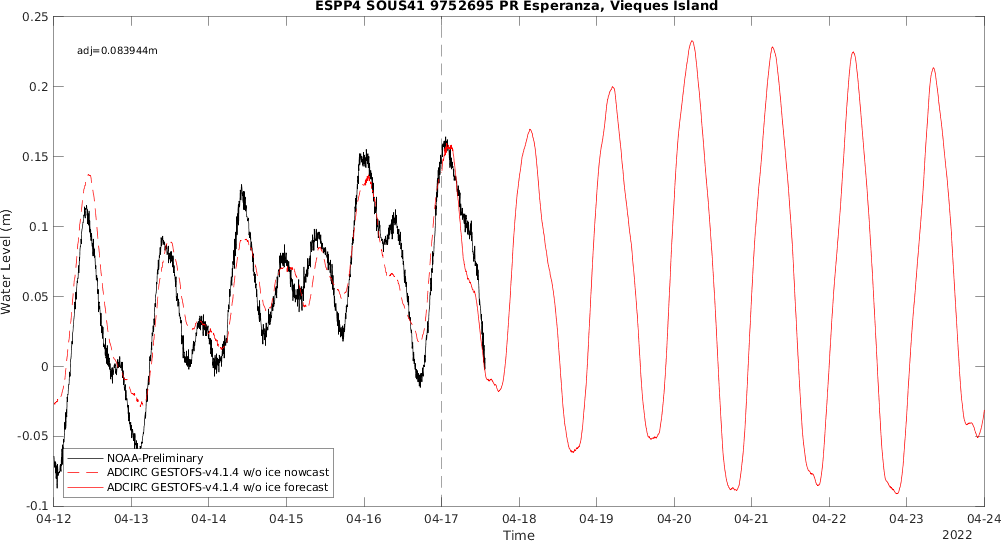 ESPP4 SOUS41 9752695 PR Esperanza, Vieques Island
adj=0.083944m
0.25
0.2
0.15
0.1
0.05
0
-0.05
-0.1
Water Level (m)
NOAA-Preliminary
ADCIRC GESTOFS-v4.1.4 w/o ice nowcast
ADCIRC GESTOFS-v4.1.4 w/o ice forecast
04-12 04-13 04-14 04-15 04-16 04-17 04-18 04-19 04-20 04-21 04-22 04-23 04-24
Time
2022